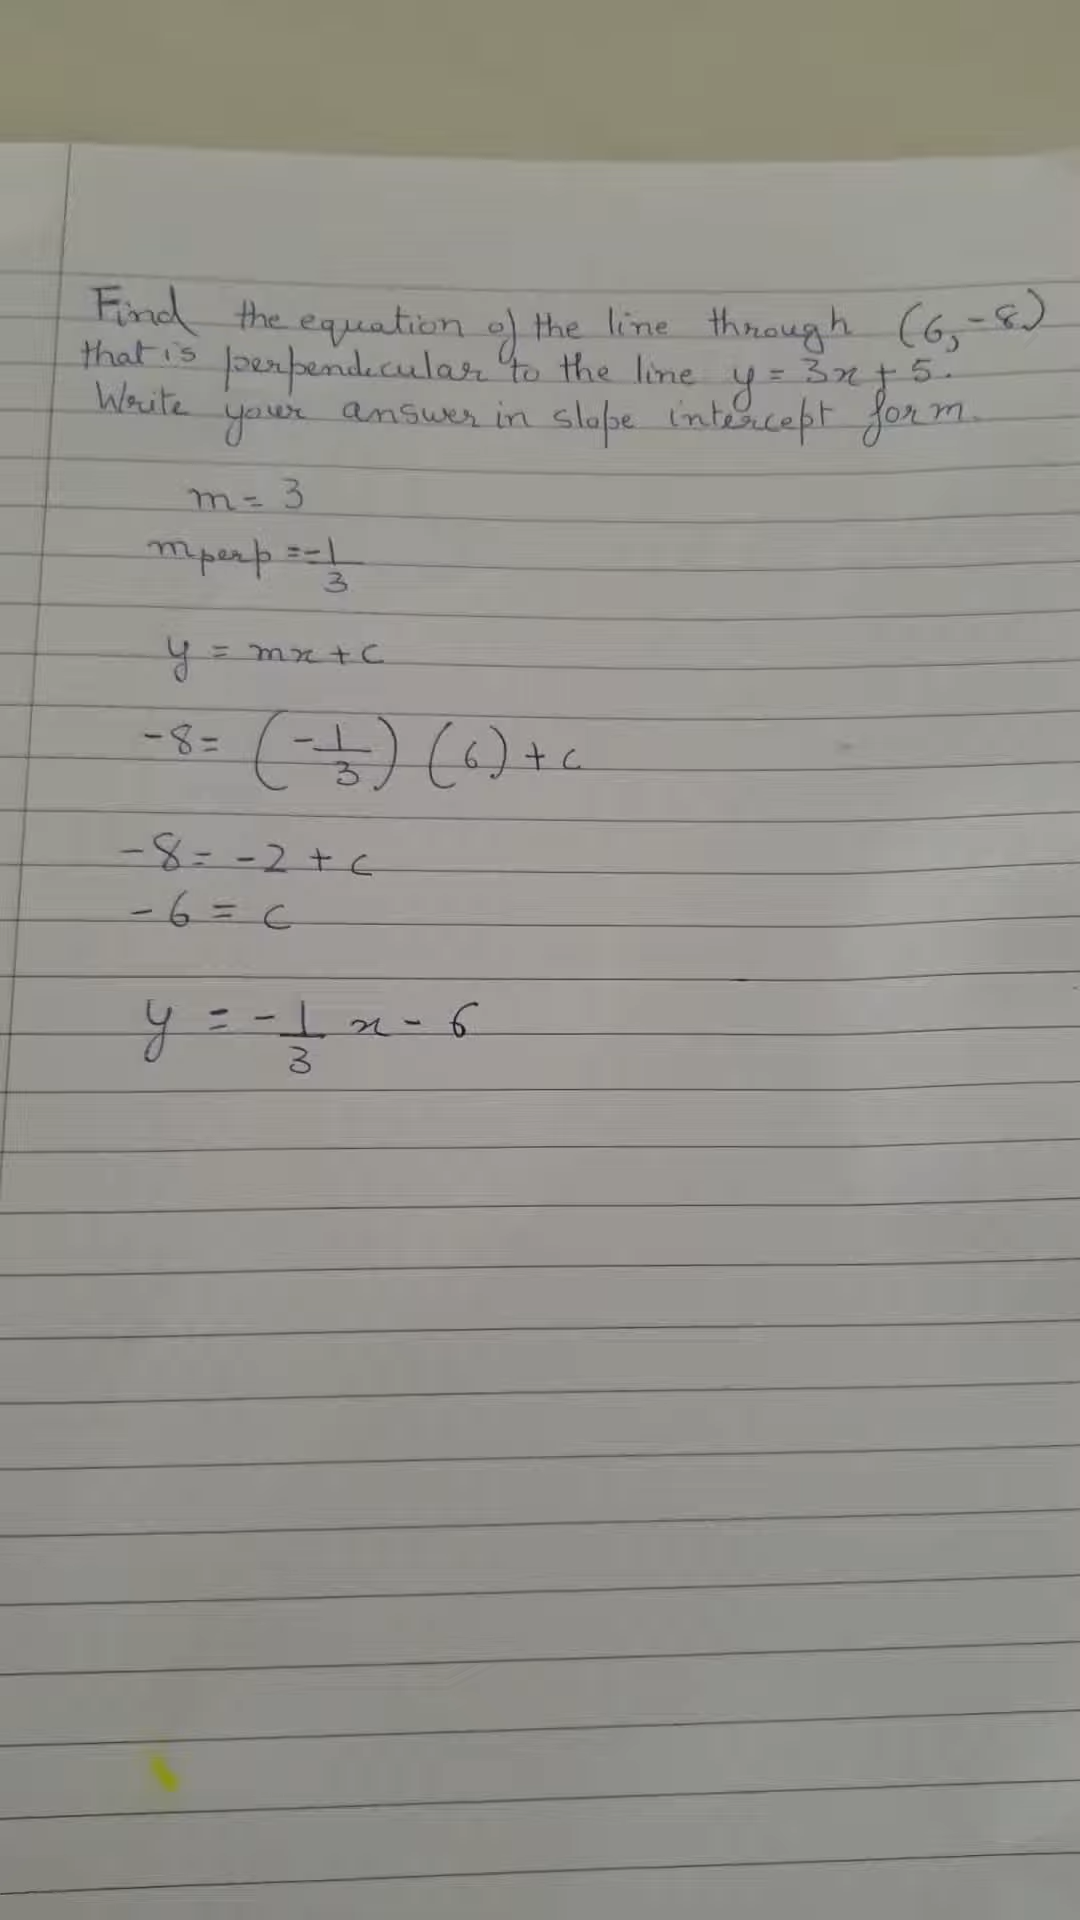 Find the equation of the line through (6, -8)
that is perpendicular to the line y = 3x + 5.
Write your answer in slope intercept form.
m = 3
m perp = -1/3
y = mx + c
-8 = (-1/3) (6) + c
-8 = -2 + c
-6 = c
y = -1/3 x - 6